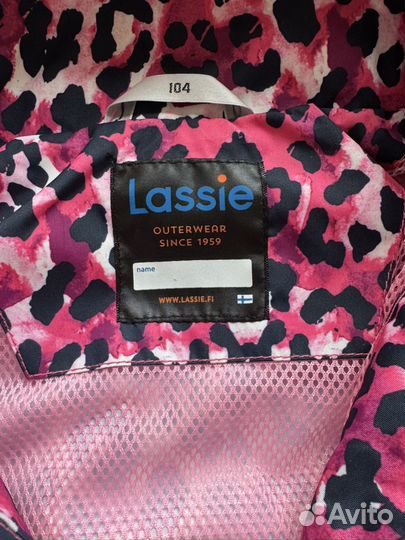 104
Lassie
OUTERWEAR
SINCE 1959
name
WWW.LASSIE.FI
Avito